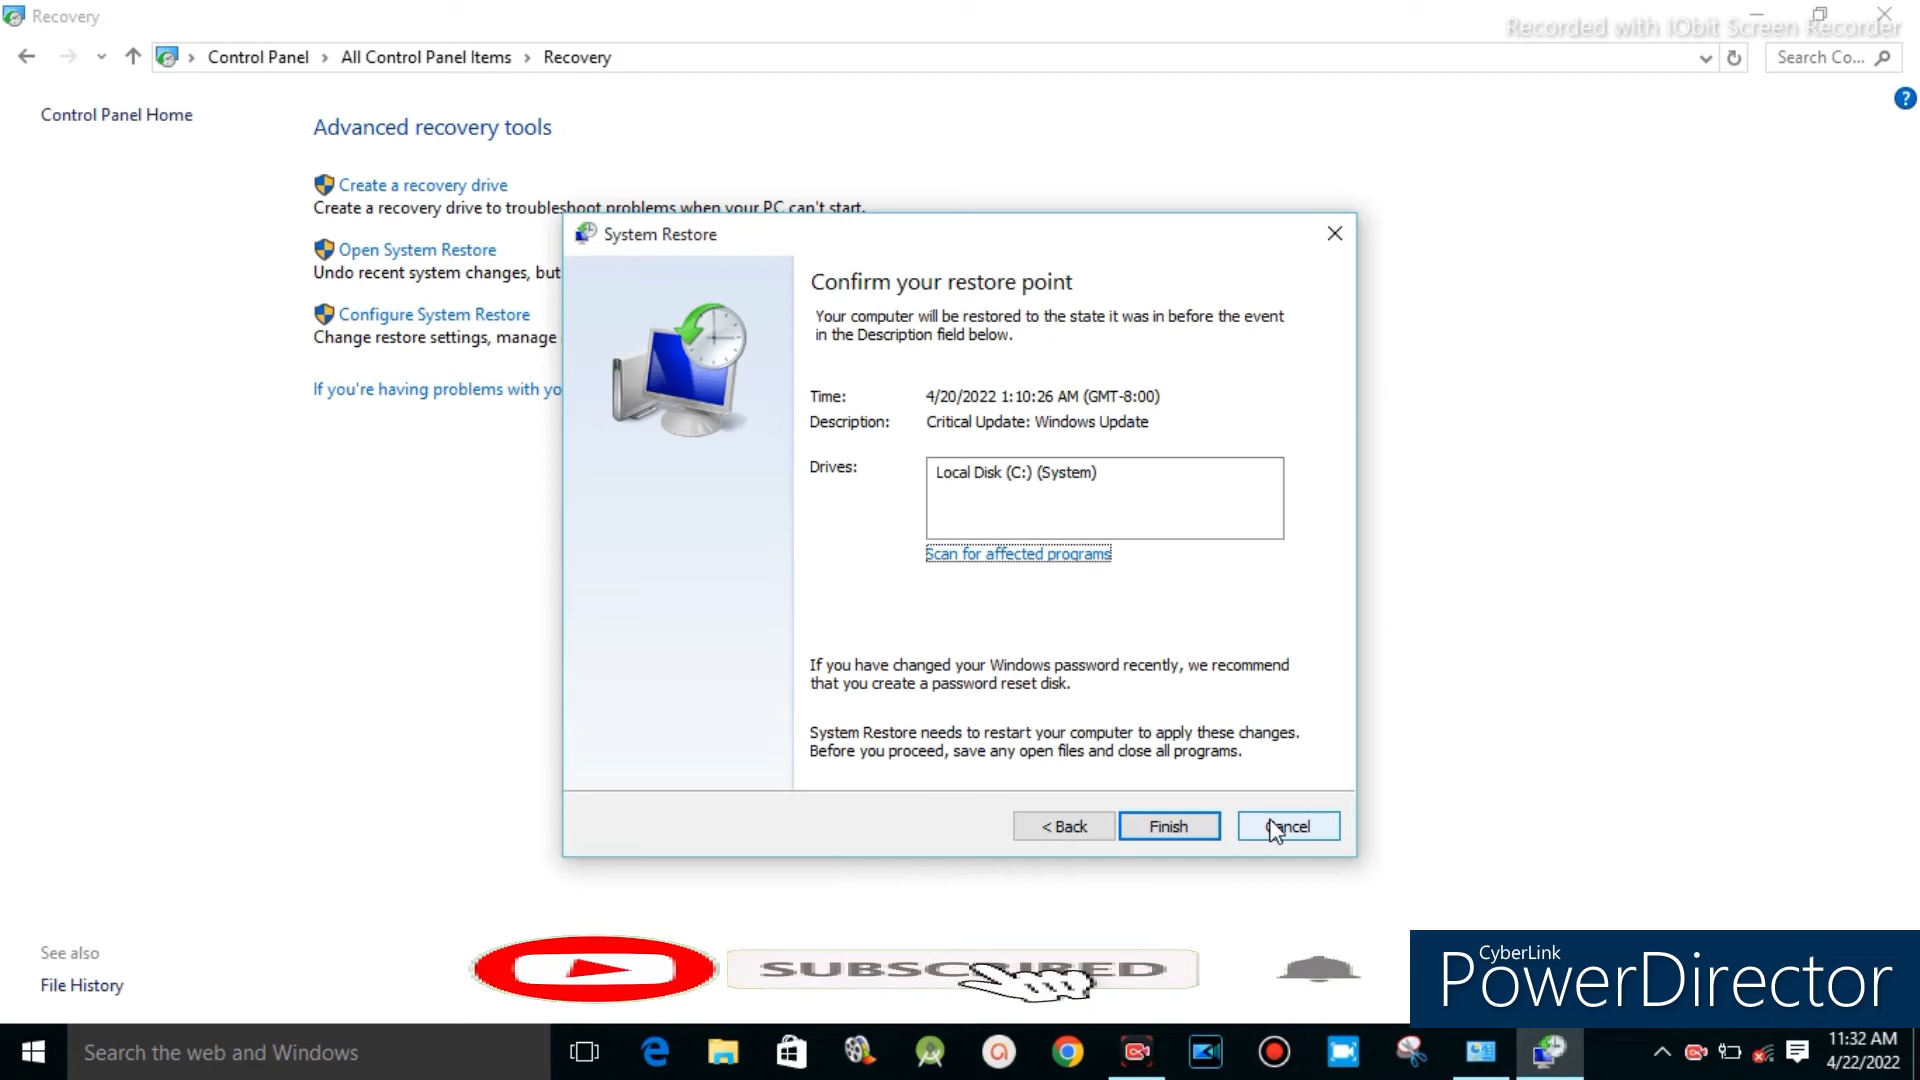 Recovery
Recorded with IObit Screen Recorder
Control Panel
All Control Panel Items
Recovery
Search Co...
Control Panel Home
Advanced recovery tools
Create a recovery drive
Create a recovery drive to troubleshoot problems when your PC can't start.
Open System Restore
Undo recent system changes, but
Configure System Restore
Change restore settings, manage
If you're having problems with yo
System Restore
Confirm your restore point
Your computer will be restored to the state it was in before the event
in the Description field below.
Time: 4/20/2022 1:10:26 AM (GMT-8:00)
Description: Critical Update: Windows Update
Drives: Local Disk (C:) (System)
Scan for affected programs
If you have changed your Windows password recently, we recommend
that you create a password reset disk.
System Restore needs to restart your computer to apply these changes.
Before you proceed, save any open files and close all programs.
< Back
Finish
Cancel
See also
File History
SUBSCRIBED
CyberLink
PowerDirector
Search the web and Windows
11:32 AM
4/22/2022